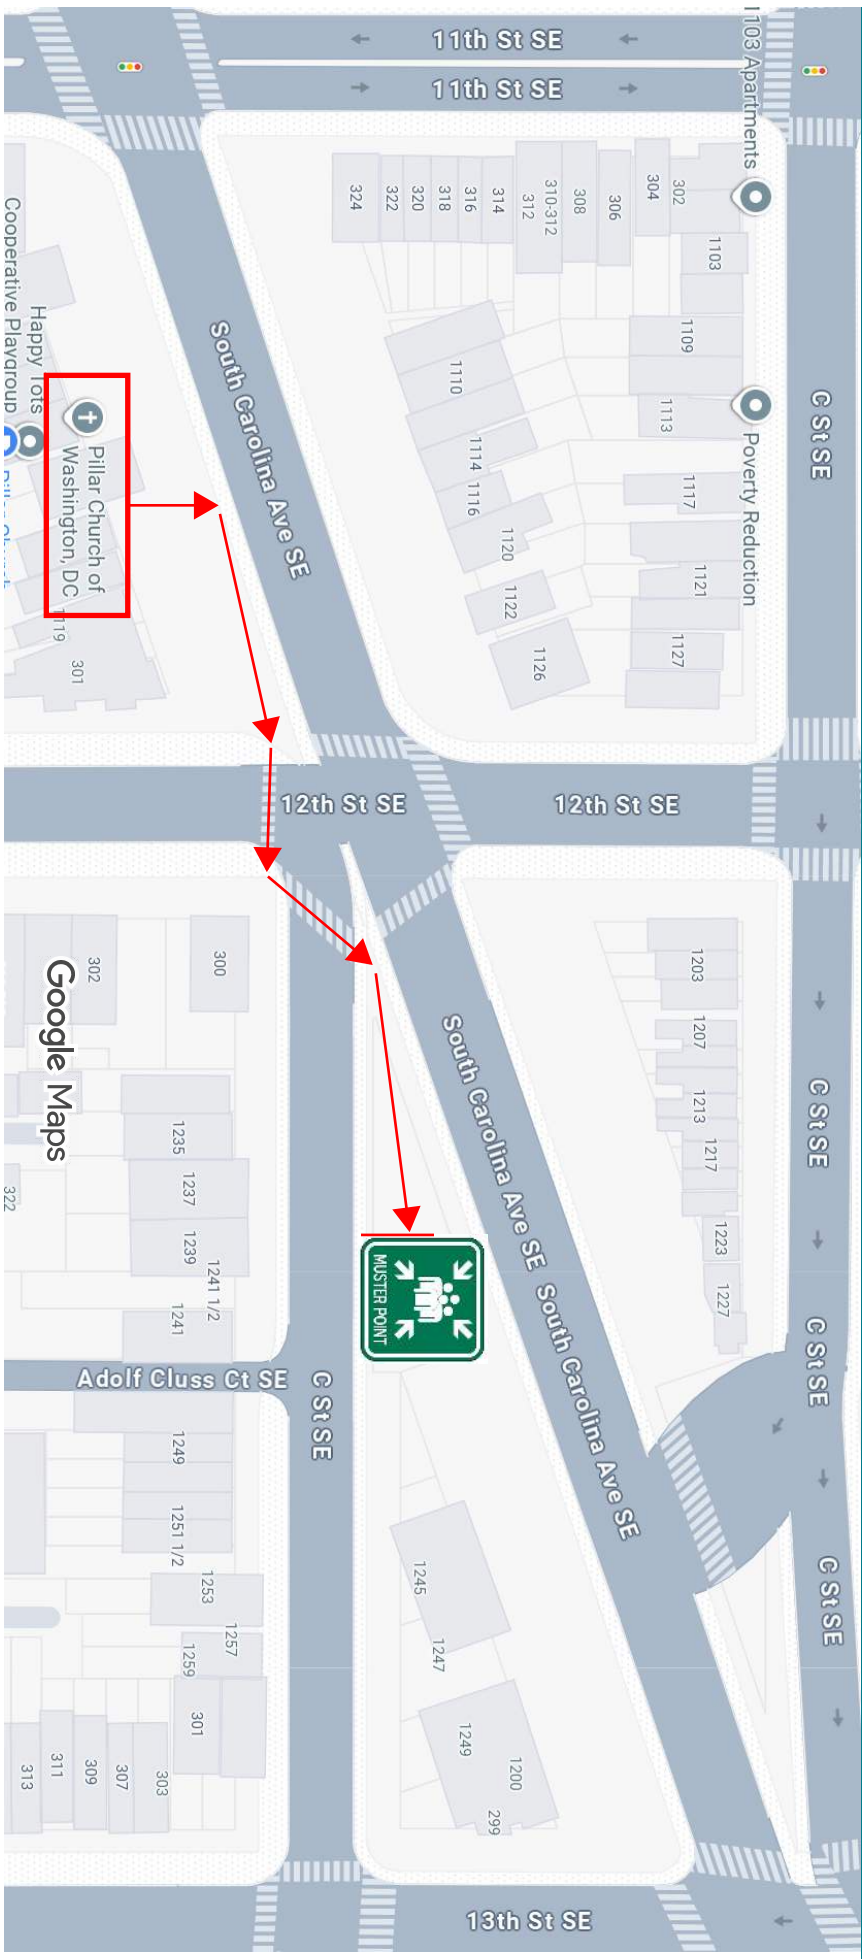 11th St SE
11th St SE
1103 Apartments
324
322
320
318
316
314
310-312
312
308
306
304
302
1103
1109
1113
1117
1121
1127
1110
1114
1116
1120
1122
1126
C St SE
Poverty Reduction
South Carolina Ave SE
Cooperative Playgroup
Happy Tots
Pillar Church of
Washington, DC
Pillar Church
1119
301
12th St SE
12th St SE
300
302
Google Maps
322
1235
1237
1239
1241 1/2
1241
Adolf Cluss Ct SE
C St SE
1249
1251 1/2
1253
1257
1259
301
303
307
309
311
313
1203
1207
1213
1217
1223
1227
C St SE
C St SE
C St SE
South Carolina Ave SE
South Carolina Ave SE
MUSTER POINT
1245
1247
1249
1200
299
13th St SE